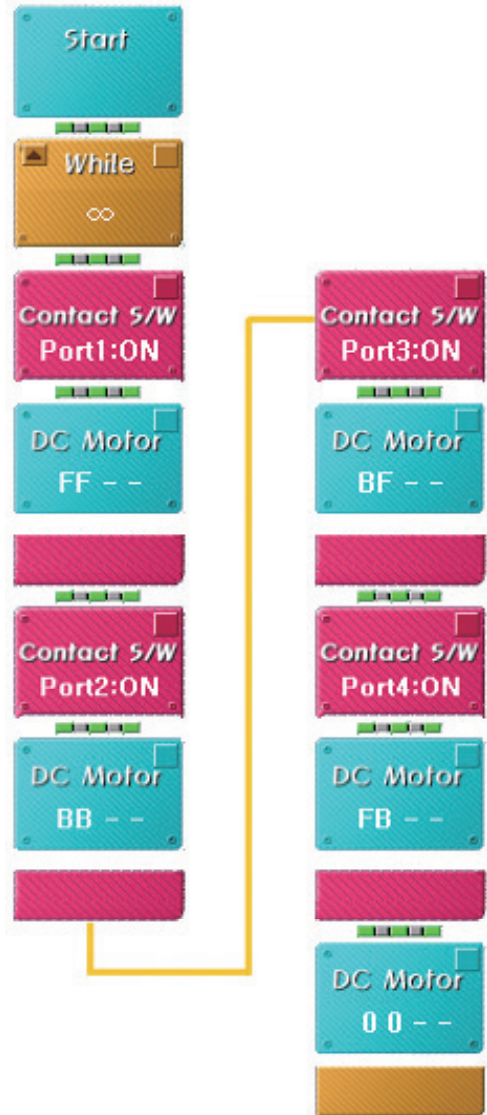 Start
While
∞
Contact S/W
Port1:ON
DC Motor
FF - -
Contact S/W
Port2:ON
DC Motor
BB - -
Contact S/W
Port3:ON
DC Motor
BF - -
Contact S/W
Port4:ON
DC Motor
FB - -
DC Motor
0 0 - -